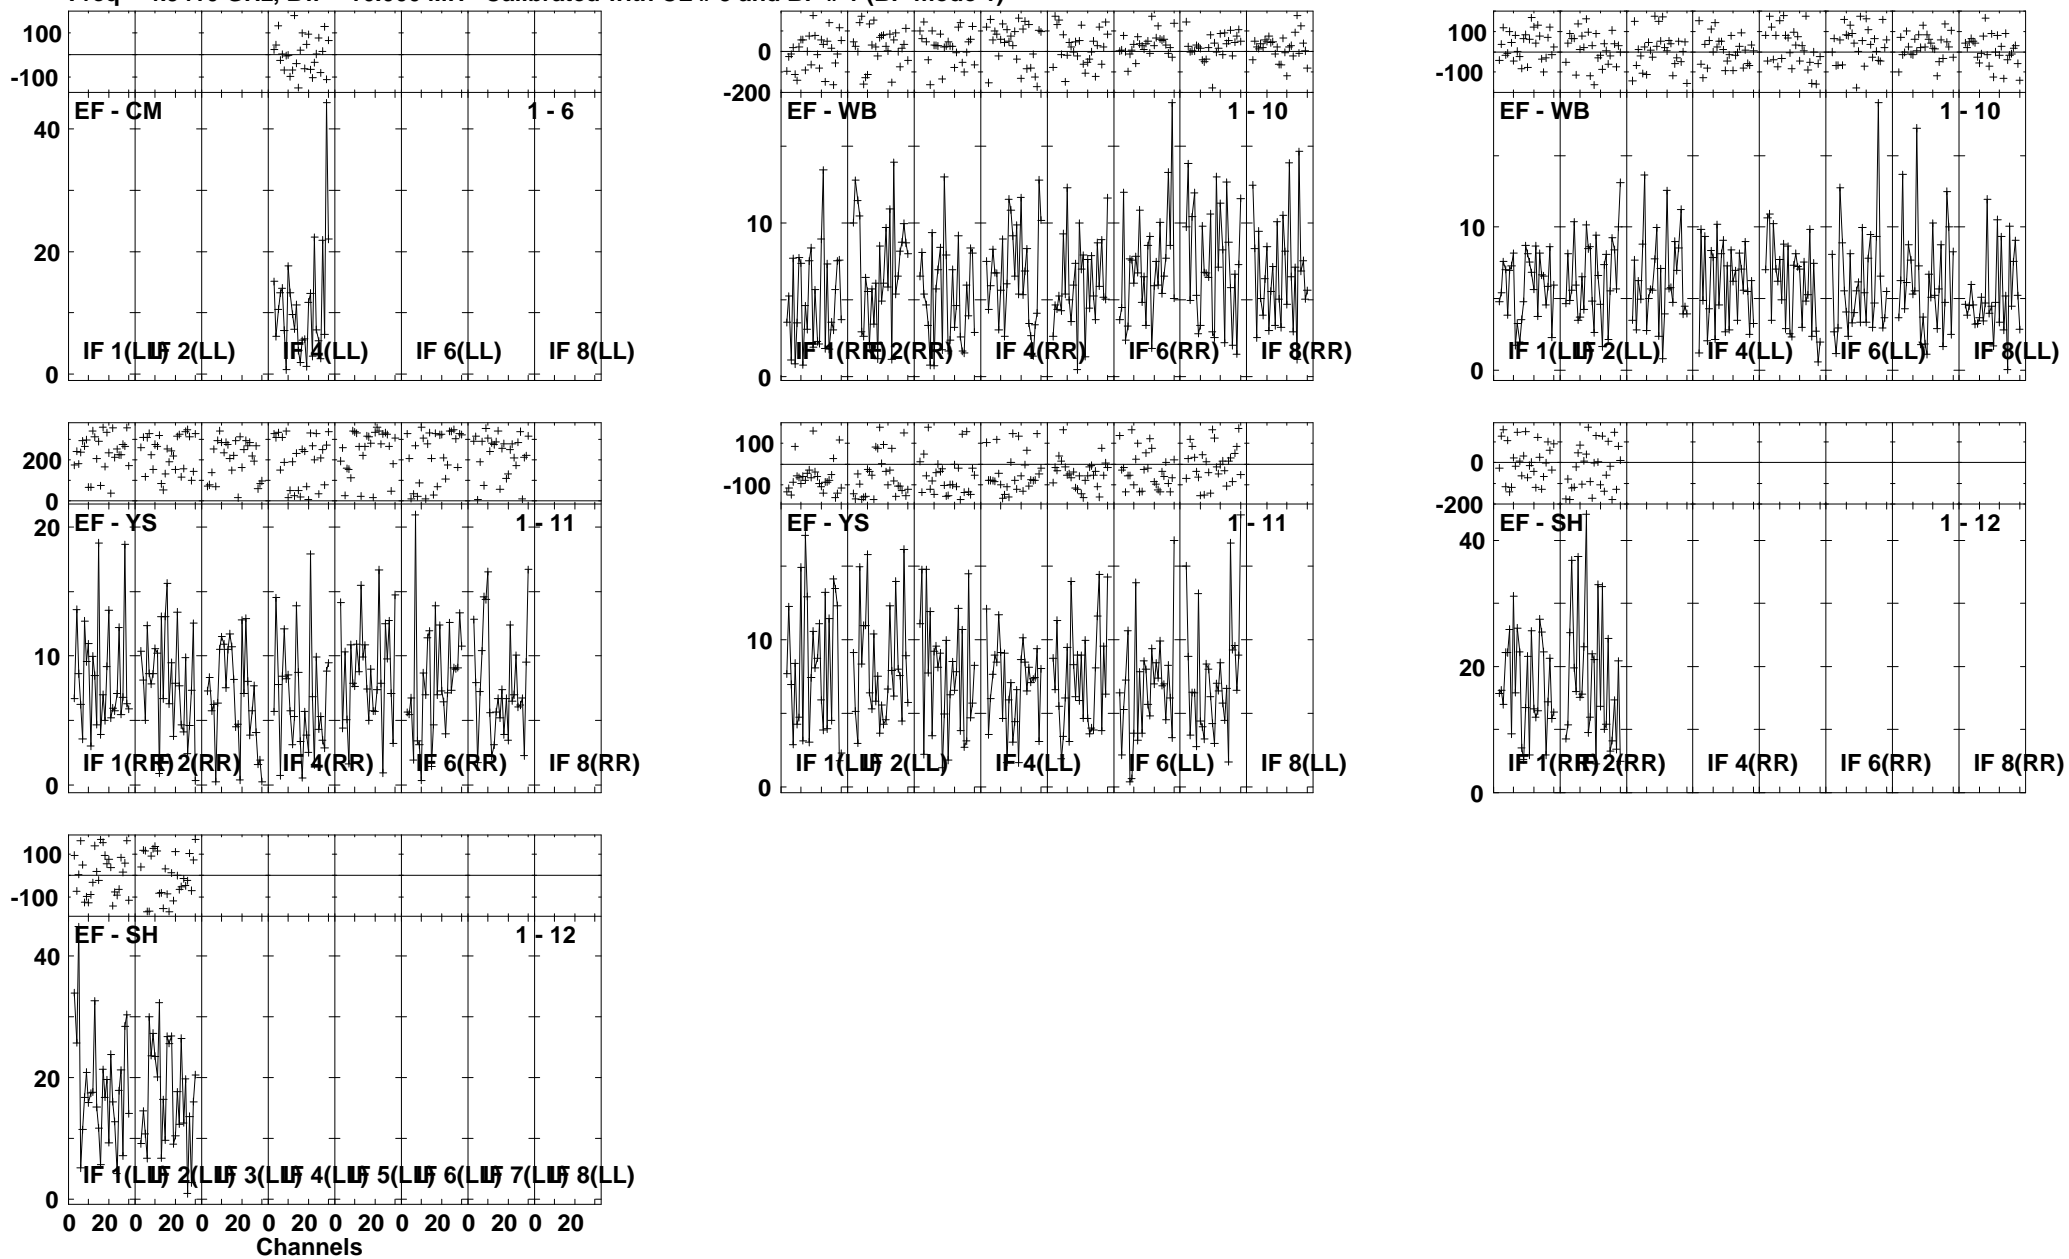 100
-100
EF - CM
1 - 6
40
20
0
IF 1(LL)
IF 2(LL)
IF 4(LL)
IF 6(LL)
IF 8(LL)
0
-200
EF - WB
1 - 10
10
0
IF 1(RR)
IF 2(RR)
IF 4(RR)
IF 6(RR)
IF 8(RR)
100
-100
EF - WB
1 - 10
10
0
IF 1(LL)
IF 2(LL)
IF 4(LL)
IF 6(LL)
IF 8(LL)
200
0
EF - YS
1 - 11
20
10
0
IF 1(RR)
IF 2(RR)
IF 4(RR)
IF 6(RR)
IF 8(RR)
100
-100
EF - YS
1 - 11
10
0
IF 1(LL)
IF 2(LL)
IF 4(LL)
IF 6(LL)
IF 8(LL)
0
-200
EF - SH
1 - 12
40
20
0
IF 1(RR)
IF 2(RR)
IF 4(RR)
IF 6(RR)
IF 8(RR)
100
-100
EF - SH
1 - 12
40
20
0
IF 1(LL)
IF 2(LL)
IF 3(LL)
IF 4(LL)
IF 5(LL)
IF 6(LL)
IF 7(LL)
IF 8(LL)
0 20 0 20 0 20 0 20 0 20 0 20 0 20 0 20
Channels